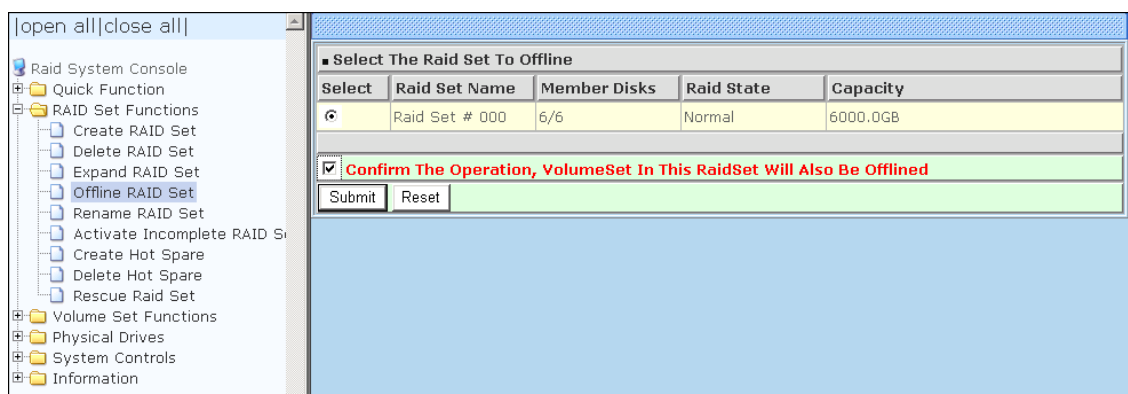 |open all|close all|
Raid System Console
Quick Function
RAID Set Functions
Create RAID Set
Delete RAID Set
Expand RAID Set
Offline RAID Set
Rename RAID Set
Activate Incomplete RAID Se
Create Hot Spare
Delete Hot Spare
Rescue Raid Set
Volume Set Functions
Physical Drives
System Controls
Information
Select The Raid Set To Offline
Select Raid Set Name Member Disks Raid State Capacity
Raid Set # 000 6/6 Normal 6000.0GB
Confirm The Operation, VolumeSet In This RaidSet Will Also Be Offlined
Submit Reset